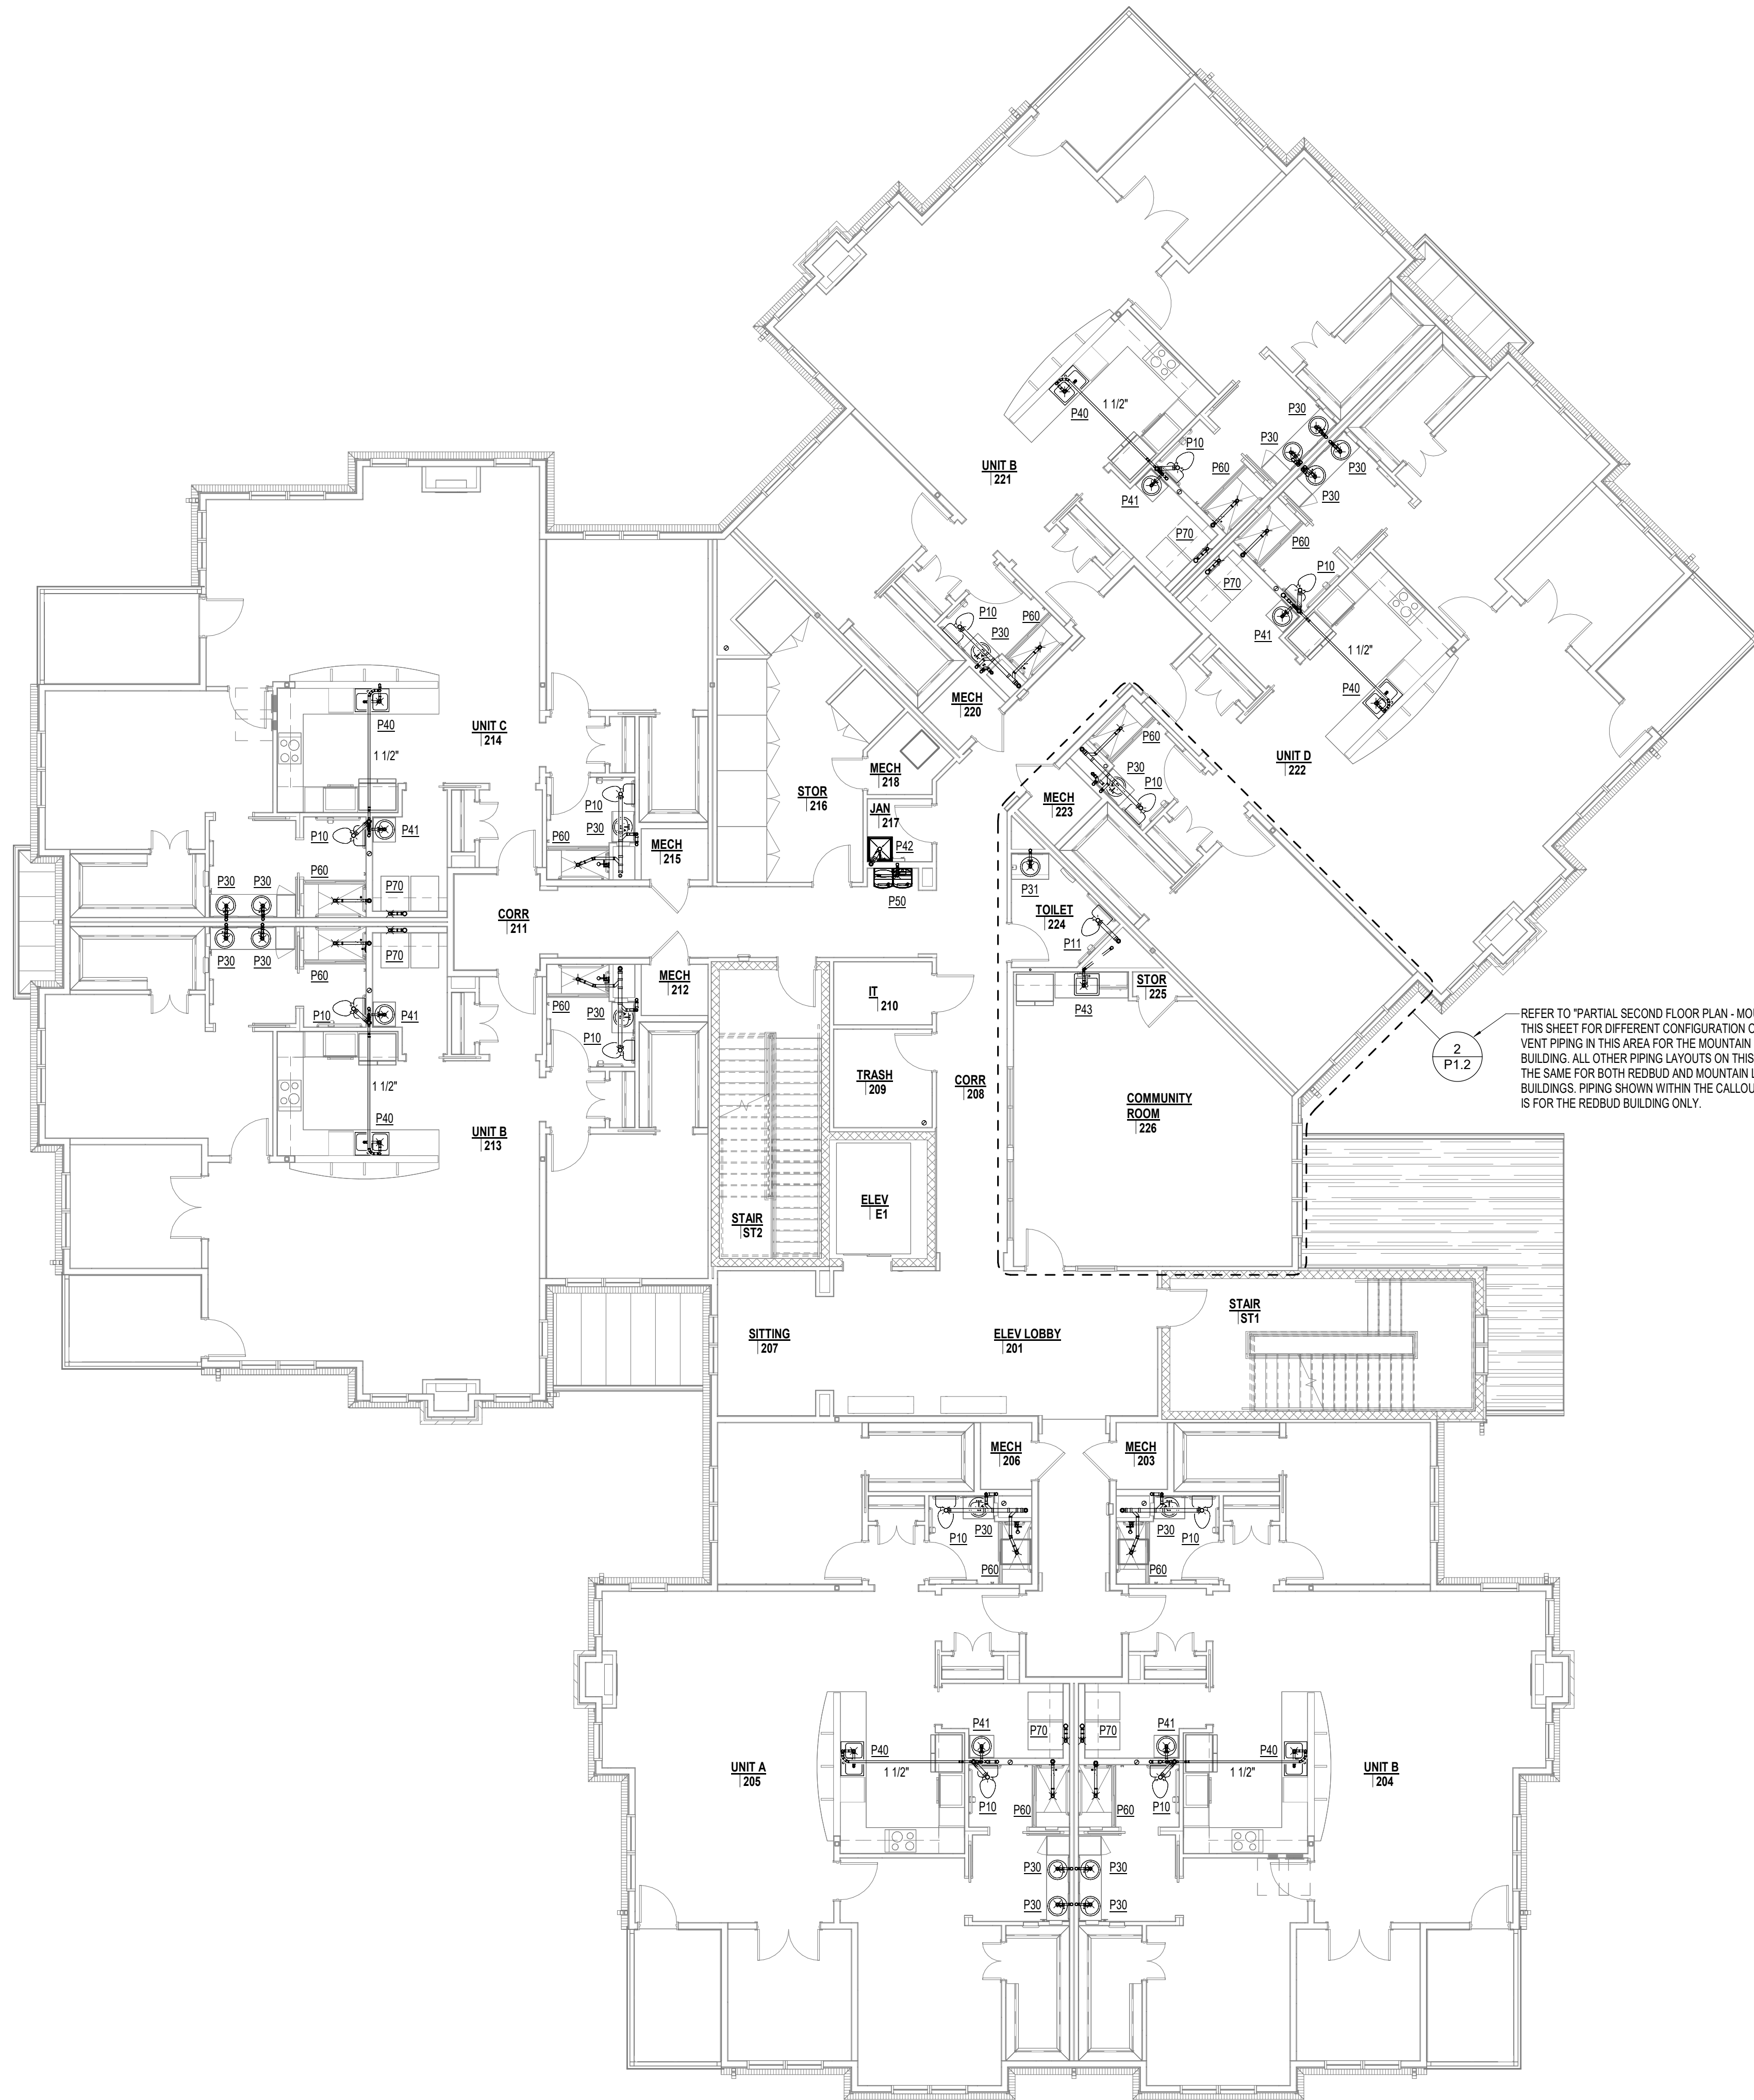 P30
P30
P40
1 1/2"
P10
P30
P60
UNIT B
221
P30
P41
P60
P70
P10
P70
P10
P60
P41
P30
1 1/2"
P40
P40
UNIT C
214
MECH
220
P60
UNIT D
222
1 1/2"
MECH
218
P30
P10
STOR
216
MECH
223
P10
JAN
217
P10
P41
P60
P30
MECH
215
P42
P60
P30
P30
P70
P31
P50
CORR
211
TOILET
224
P11
P30
P30
P60
P70
MECH
212
IT
210
STOR
225
P60
P30
P43
P10
P41
P10
REFER TO "PARTIAL SECOND FLOOR PLAN - MOU
THIS SHEET FOR DIFFERENT CONFIGURATION O
VENT PIPING IN THIS AREA FOR THE MOUNTAIN
BUILDING. ALL OTHER PIPING LAYOUTS ON THIS
THE SAME FOR BOTH REDBUD AND MOUNTAIN L
BUILDINGS. PIPING SHOWN WITHIN THE CALLOU
IS FOR THE REDBUD BUILDING ONLY.
2
P1.2
1 1/2"
TRASH
209
CORR
208
COMMUNITY
ROOM
226
P40
UNIT B
213
ELEV
E1
STAIR
ST2
STAIR
ST1
SITTING
207
ELEV LOBBY
201
MECH
206
MECH
203
P10
P30
P30
P10
P60
P60
P41
P70
P70
P41
P40
P40
1 1/2"
1 1/2"
UNIT A
205
UNIT B
204
P10
P60
P60
P10
P30
P30
P30
P30